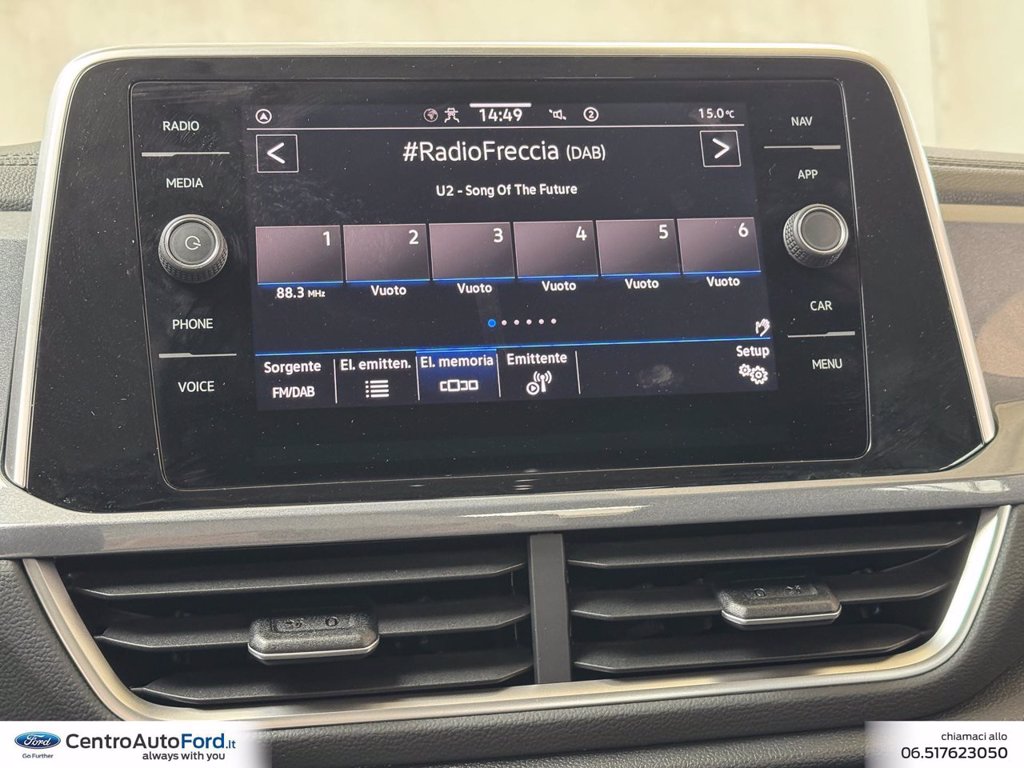 RADIO
MEDIA
PHONE
VOICE
14:49
2
15.0°C
<
#RadioFreccia (DAB)
>
U2 - Song Of The Future
1 2 3 4 5 6
88.3 MHz Vuoto Vuoto Vuoto Vuoto Vuoto
Sorgente El. emitten. El. memoria Emittente Setup
FM/DAB
NAV
APP
CAR
MENU
Ford
Go Further
CentroAutoFord.it
always with you
chiamaci allo
06.517623050